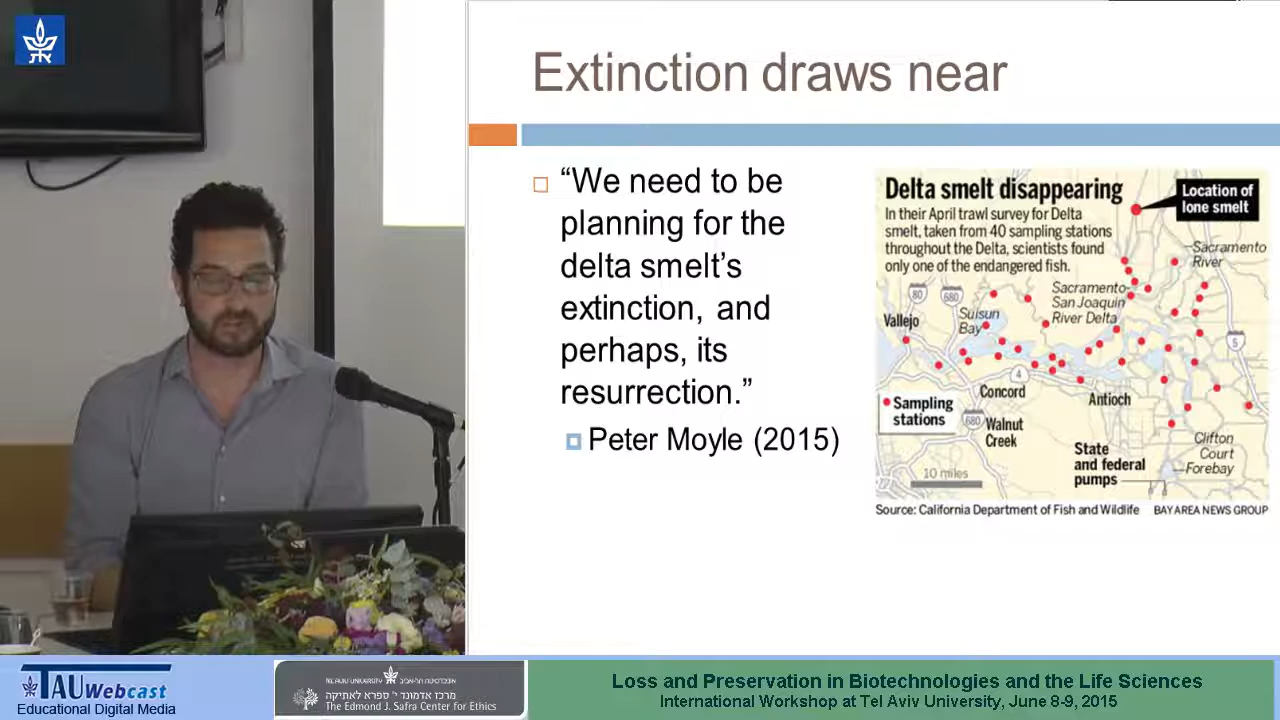 Extinction draws near
“We need to be
planning for the
delta smelt’s
extinction, and
perhaps, its
resurrection.”
Peter Moyle (2015)
Delta smelt disappearing
In their April trawl survey for Delta
smelt, taken from 40 sampling stations
throughout the Delta, scientists found
only one of the endangered fish.
Location of
lone smelt
Sacramento
River
Sacramento-
San Joaquin
River Delta
80
680
Suisun
Bay
Vallejo
5
4
Concord
Antioch
Sampling
stations
680
Walnut
Creek
State
and federal
pumps
Clifton
Court
Forebay
10 miles
Source: California Department of Fish and Wildlife
BAY AREA NEWS GROUP
TAU Webcast
Educational Digital Media
TEL AVIV UNIVERSITY אוניברסיטת תל-אביב
מרכז אדמונד י' ספרא לאתיקה
The Edmond J. Safra Center for Ethics
Loss and Preservation in Biotechnologies and the Life Sciences
International Workshop at Tel Aviv University, June 8-9, 2015